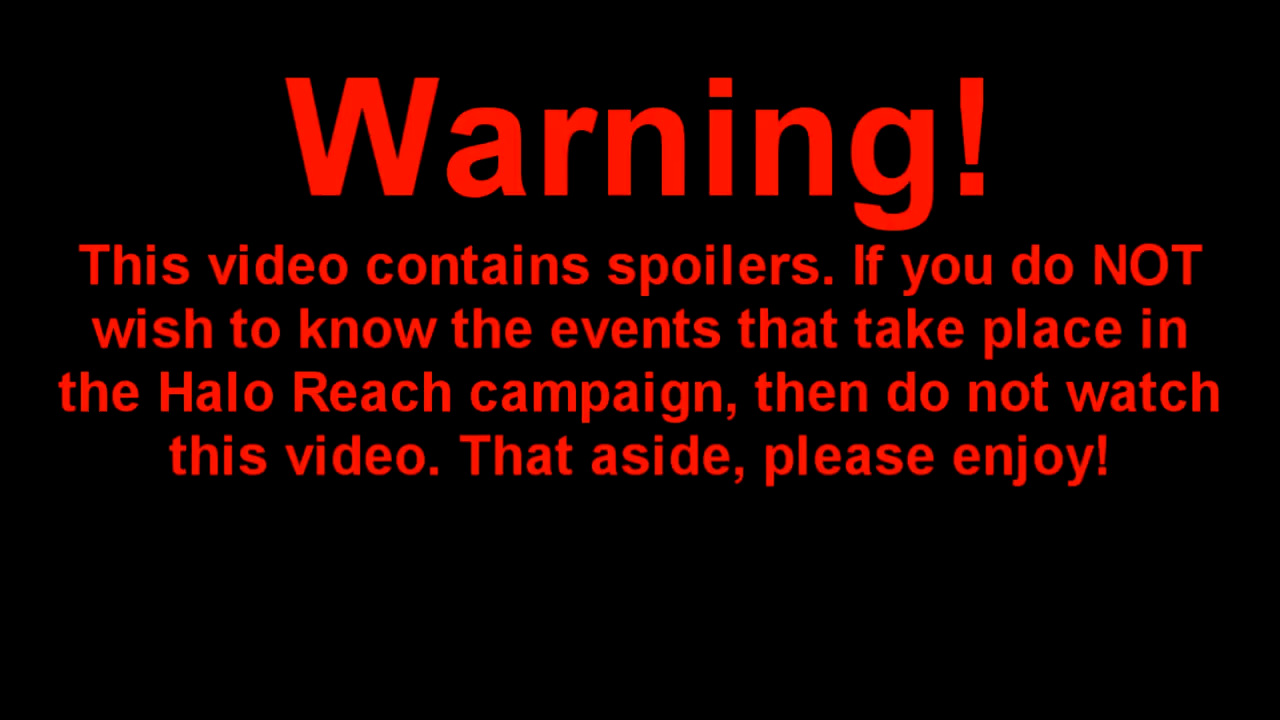 Warning!
This video contains spoilers. If you do NOT
wish to know the events that take place in
the Halo Reach campaign, then do not watch
this video. That aside, please enjoy!